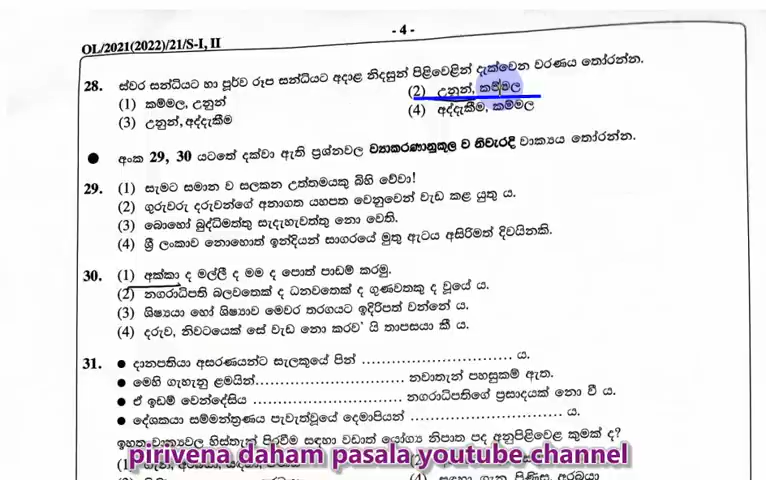 - 4 -
OL/2021(2022)/21/S-I, II
28. ස්වර සන්ධියට හා පූර්ව රූප සන්ධියට අදාළ නිදසුන් පිළිවෙළින් දැක්වෙන වරණය තෝරන්න.
(1) කම්මල, උනුන් (2) උනුන්, කම්මල
(3) උනුන්, අද්දැකීම (4) අද්දැකීම, කම්මල
● අංක 29, 30 යටතේ දක්වා ඇති ප්‍රශ්නවල ව්‍යාකරණානුකූල ව නිවැරදි වාක්‍යය තෝරන්න.
29. (1) සැමට සමාන ව සලකන උත්තමයකු බිහි වේවා!
(2) ගුරුවරු දරුවන්ගේ අනාගත යහපත වෙනුවෙන් වැඩ කළ යුතු ය.
(3) බොහෝ බුද්ධිමත්තු සැදැහැවත්තු නො වෙති.
(4) ශ්‍රී ලංකාව නොහොත් ඉන්දියන් සාගරයේ මුතු ඇටය අසිරිමත් දිවයිනකි.
30. (1) අක්කා ද මල්ලී ද මම ද පොත් පාඩම් කරමු.
(2) නගරාධිපති බලවතෙක් ද ධනවතෙක් ද ගුණවතකු ද වූයේ ය.
(3) ශිෂ්‍යයා හෝ ශිෂ්‍යාව මෙවර තරගයට ඉදිරිපත් වන්නේ ය.
(4) දරුව, නිවටයෙක් සේ වැඩ නො කරව' යි තාපසයා කී ය.
31. ● දානපතියා අසරණයන්ට සැලකුයේ පින් .............................. ය.
● මෙහි ගැහැනු ළමයින්.............................. නවාතැන් පහසුකම් ඇත.
● ඒ ඉඩම් වෙන්දේසිය .............................. නගරාධිපතිගේ ප්‍රසාදයක් නො වී ය.
● දේශකයා සම්මන්ත්‍රණය පැවැත්වූයේ දෙමාපියන් .............................. ය.
ඉහත වාක්‍යවල හිස්තැන් පිරවීම සඳහා වඩාත් යෝග්‍ය නිපාත පද අනුපිළිවෙළ කුමක් ද?
pirivena daham pasala youtube channel